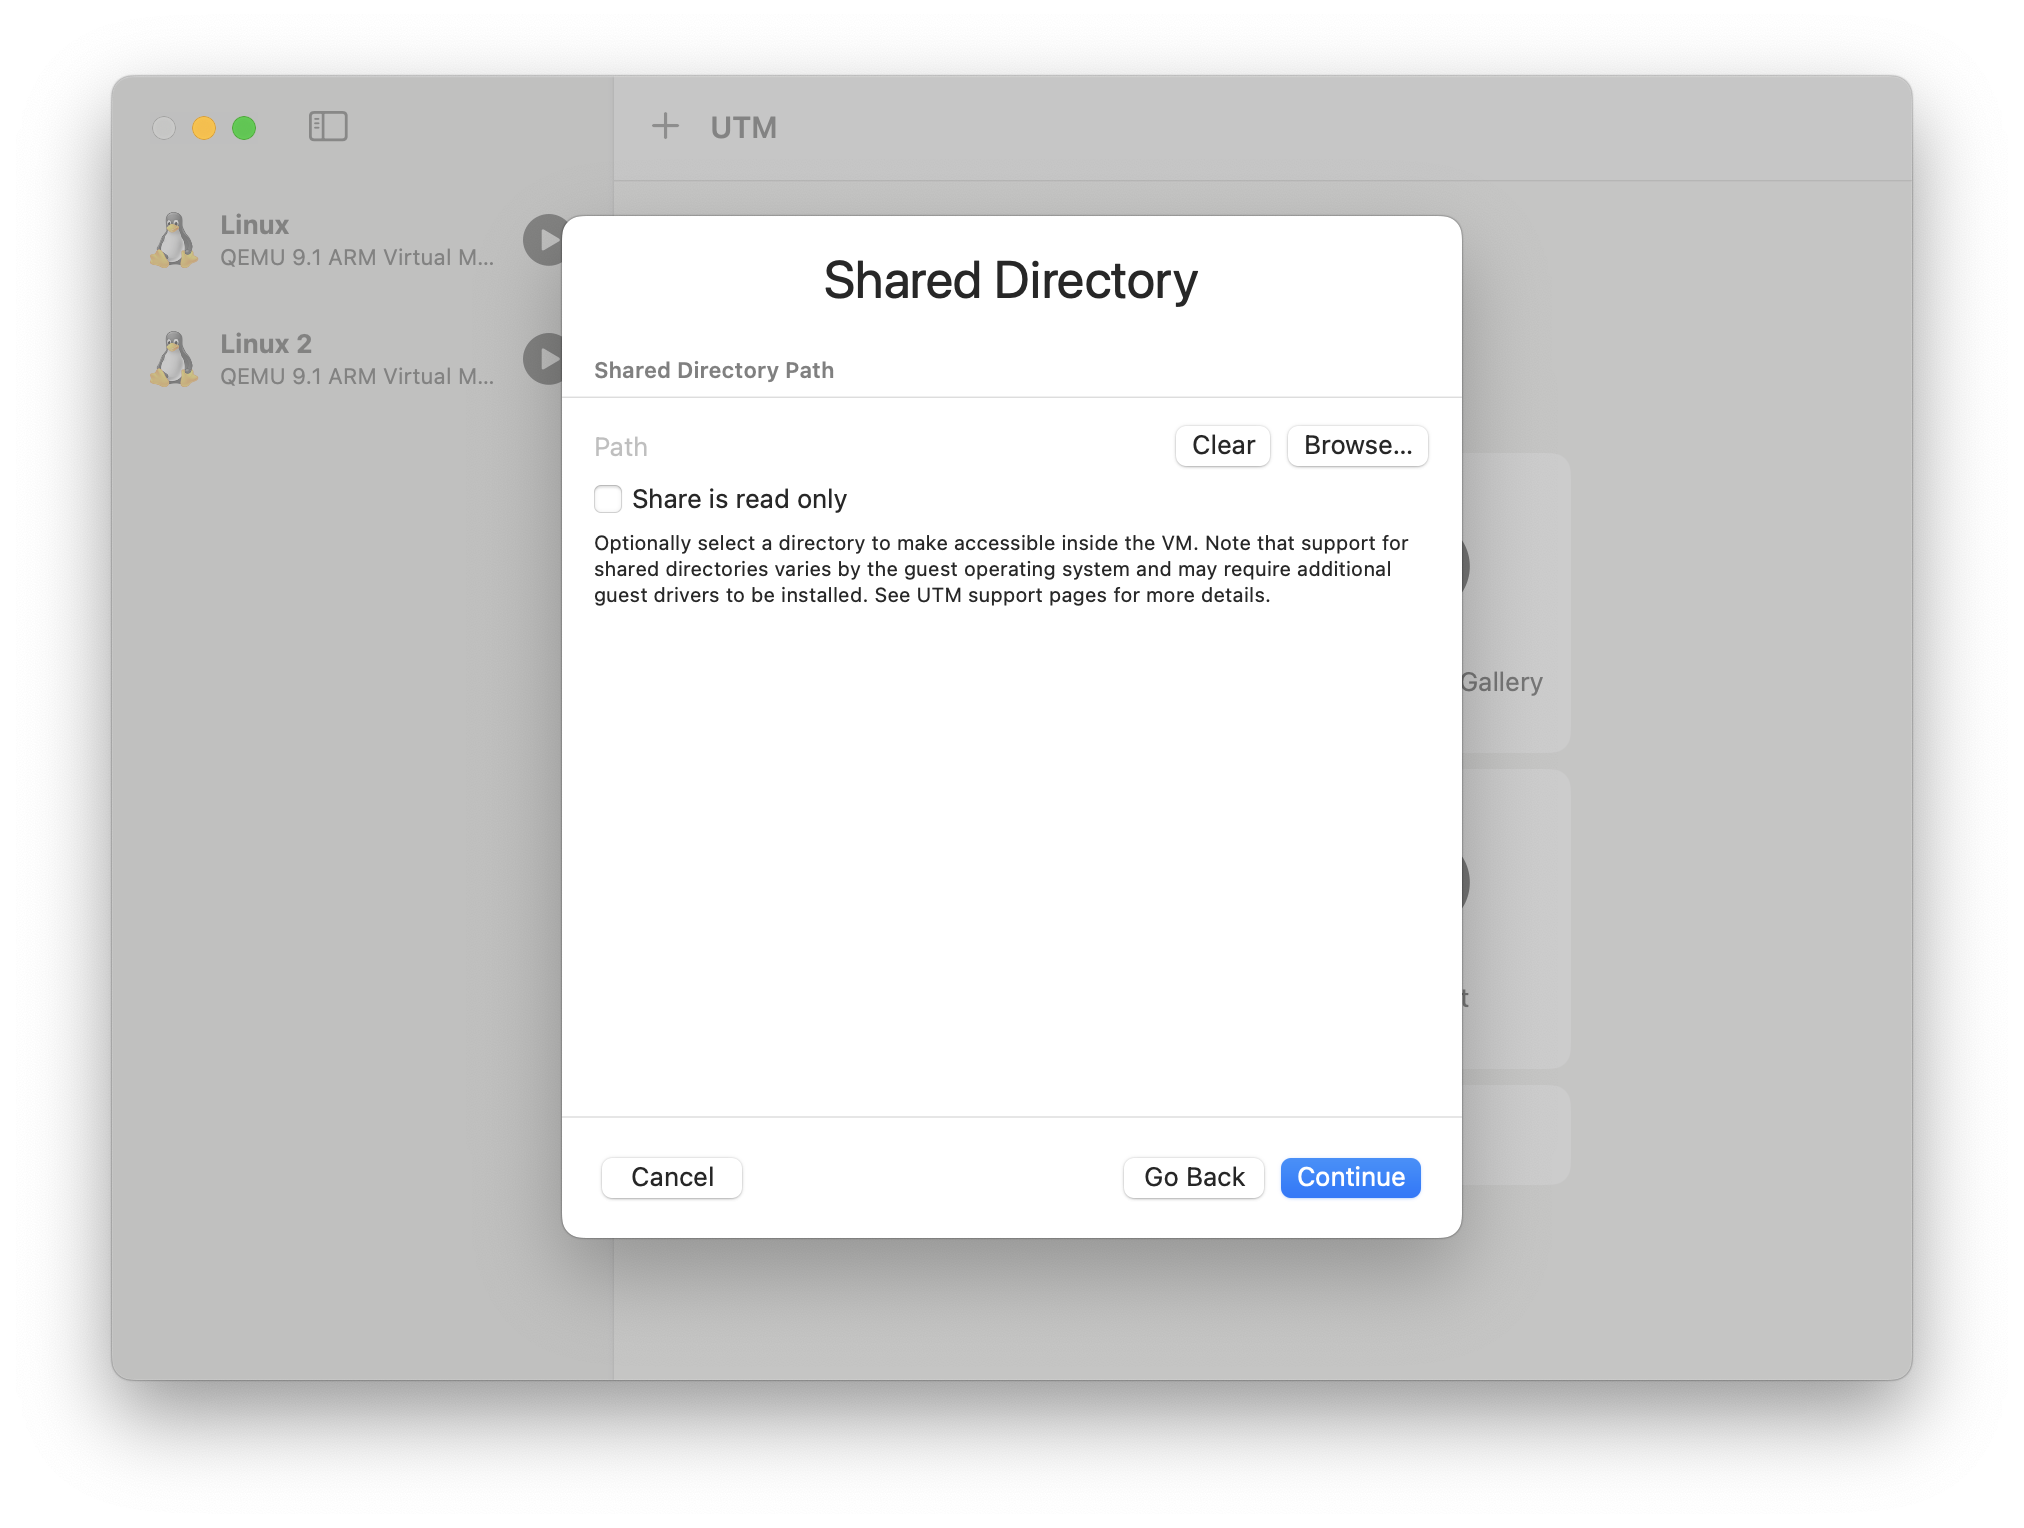 UTM
Linux
QEMU 9.1 ARM Virtual M...
Linux 2
QEMU 9.1 ARM Virtual M...
Shared Directory
Shared Directory Path
Path
Clear
Browse...
Share is read only
Optionally select a directory to make accessible inside the VM. Note that support for
shared directories varies by the guest operating system and may require additional
guest drivers to be installed. See UTM support pages for more details.
Gallery
t
Cancel
Go Back
Continue